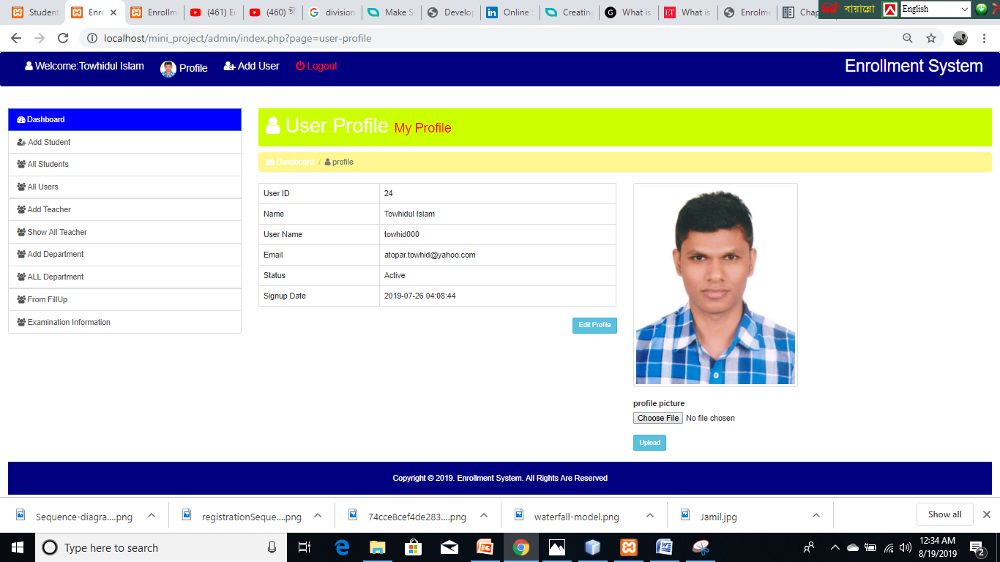 Student
Enro
Enrollm
(461) Ei
(460) ক
division
Make S
Develop
Online S
Creating
What is
What is
Enrolme
Chap
বায়ান্নো
English
localhost/mini_project/admin/index.php?page=user-profile
Welcome:Towhidul Islam Profile Add User Logout Enrollment System
Dashboard
Add Student
All Students
All Users
Add Teacher
Show All Teacher
Add Department
ALL Department
From FillUp
Examination Information
User Profile My Profile
Dashboard / profile
User ID 24
Name Towhidul Islam
User Name towhid000
Email atopar.towhid@yahoo.com
Status Active
Signup Date 2019-07-26 04:08:44
Edit Profile
profile picture
Choose File No file chosen
Upload
Copyright © 2019. Enrollment System. All Rights Are Reserved
Sequence-diagra....png registrationSeque....png 74cce8cef4de283....png waterfall-model.png Jamil.jpg Show all
Type here to search
12:34 AM
8/19/2019
2